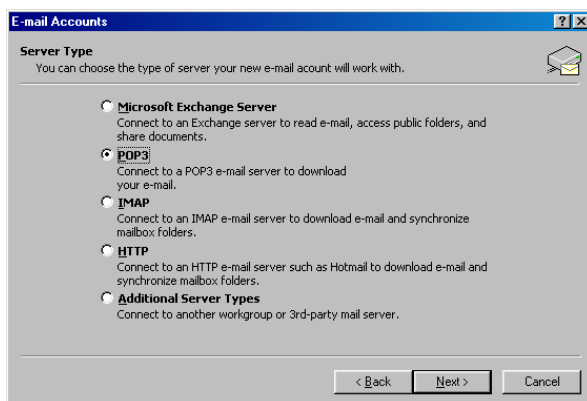 E-mail Accounts
Server Type
You can choose the type of server your new e-mail acount will work with.
Microsoft Exchange Server
Connect to an Exchange server to read e-mail, access public folders, and
share documents.
POP3
Connect to a POP3 e-mail server to download
your e-mail.
IMAP
Connect to an IMAP e-mail server to download e-mail and synchronize
mailbox folders.
HTTP
Connect to an HTTP e-mail server such as Hotmail to download e-mail and
synchronize mailbox folders.
Additional Server Types
Connect to another workgroup or 3rd-party mail server.
< Back Next > Cancel